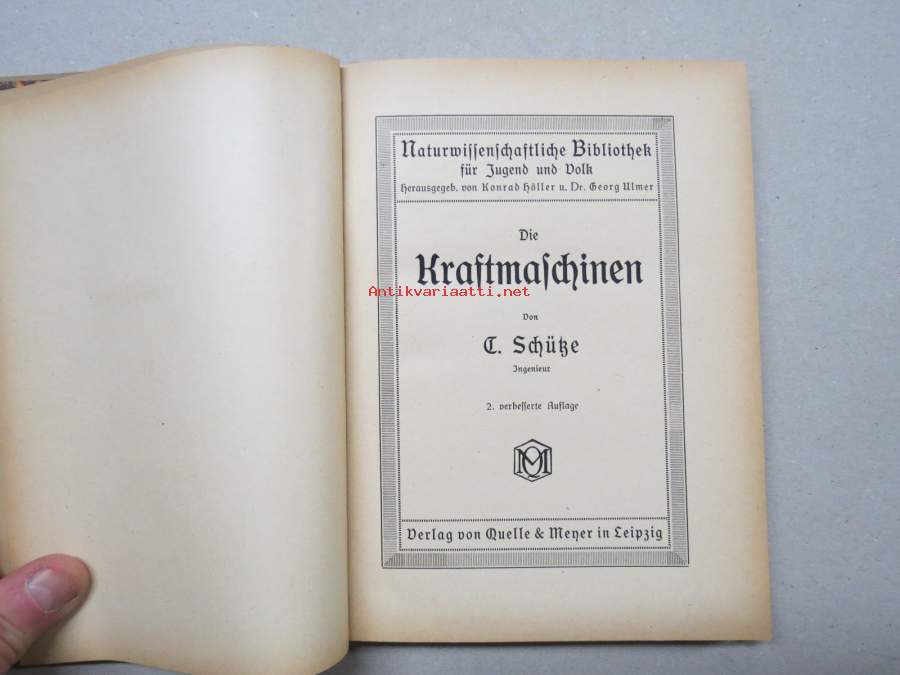 Naturwissenschaftliche Bibliothek
für Jugend und Volk
Herausgegeb. von Konrad Höller u. Dr. Georg Ulmer
Die
Kraftmaschinen
Antikvariaatti.net
Von
C. Schütze
Ingenieur
2. verbesserte Auflage
QM
Verlag von Quelle & Meyer in Leipzig